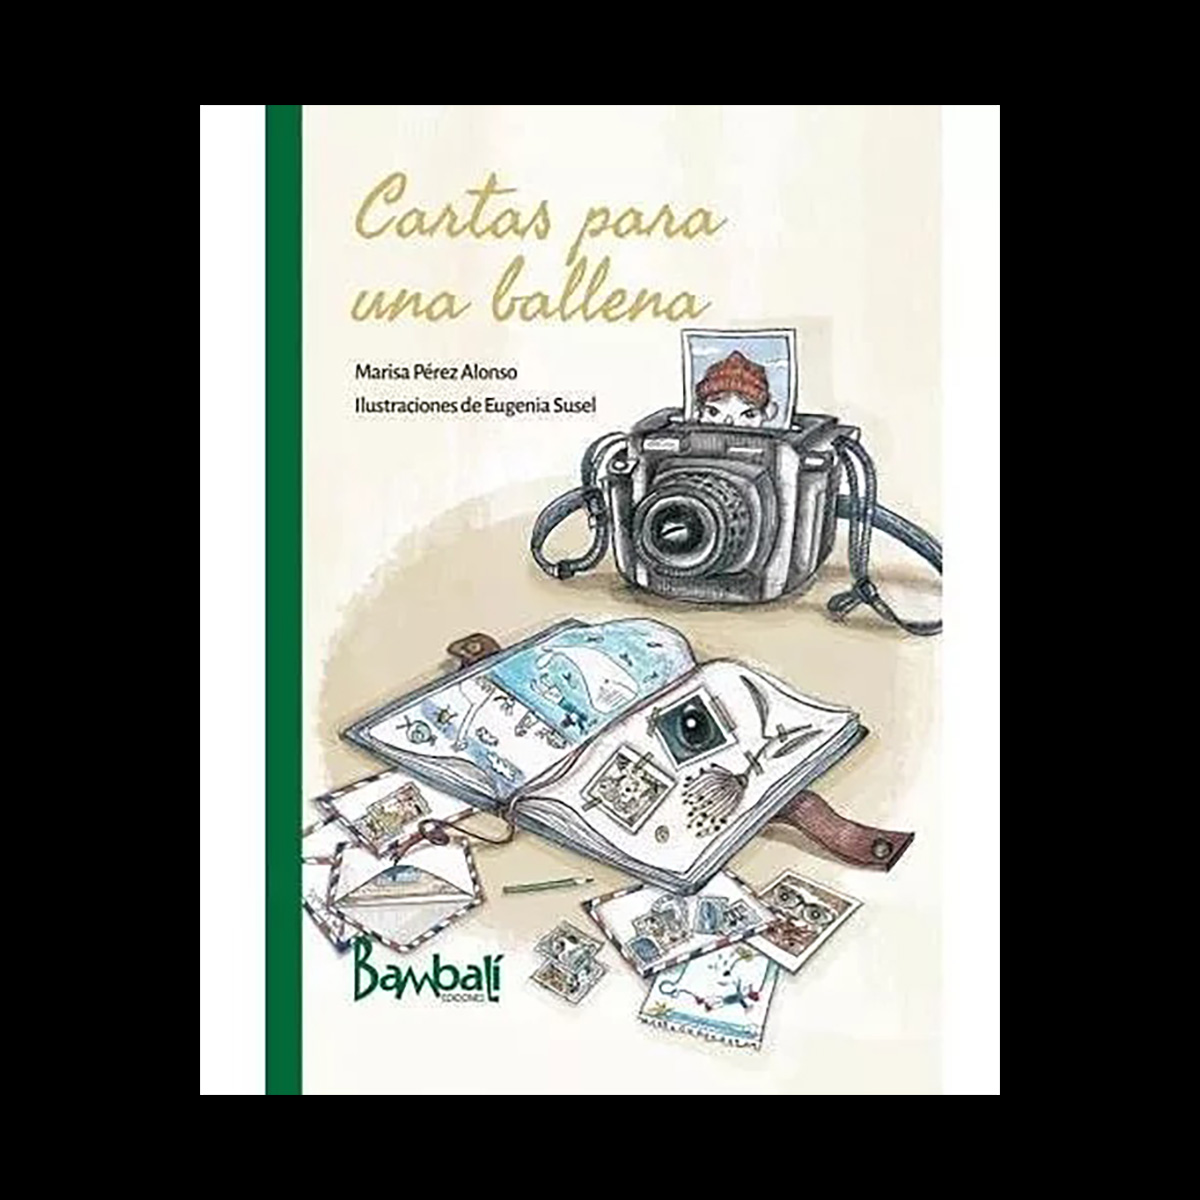 Cartas para
una ballena
Marisa Pérez Alonso
Ilustraciones de Eugenia Susel
Bambalí
EDICIONES